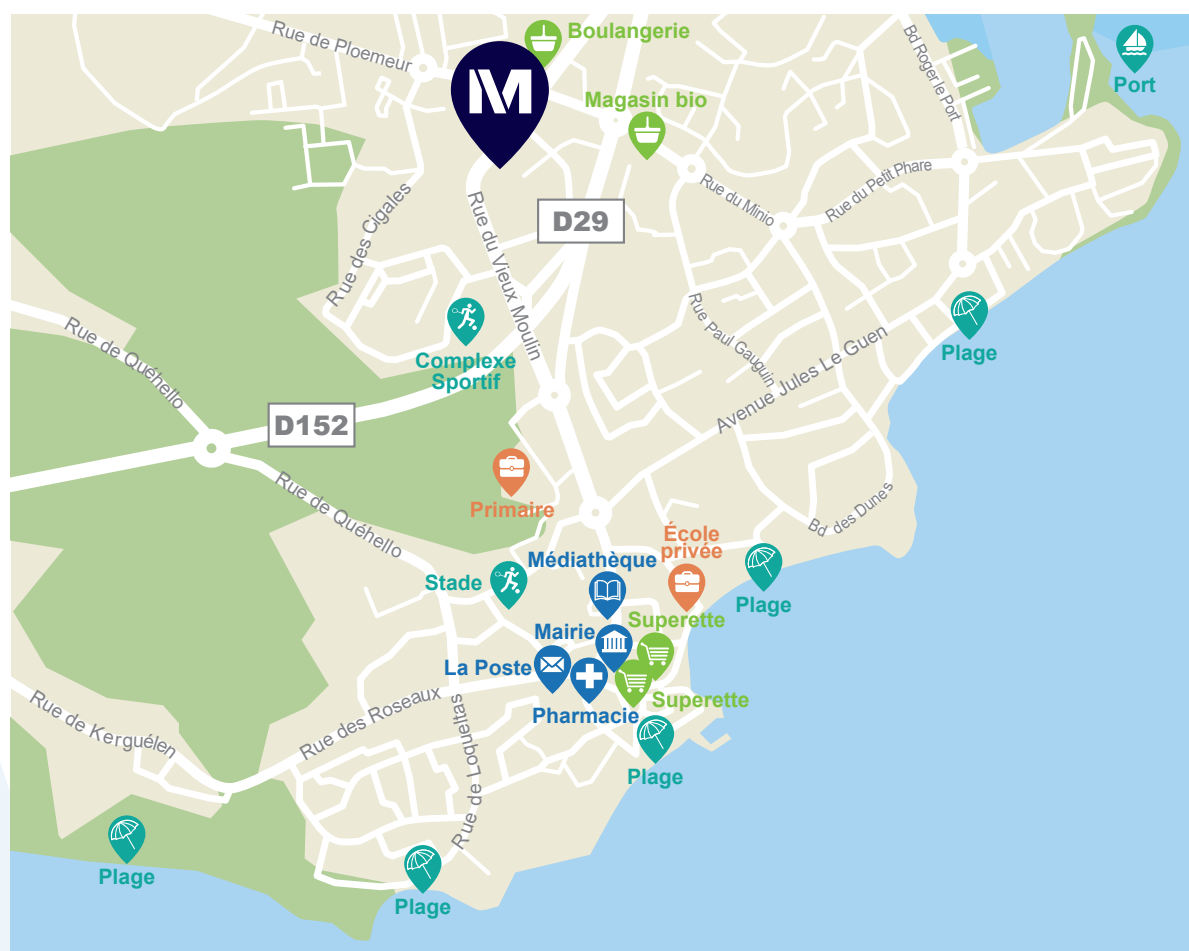 Rue de Ploemeur
Boulangerie
Bd Roger le Port
Port
M
Magasin bio
Rue du Petit Phare
Rue du Minio
Rue des Cigales
Rue du Vieux Moulin
D29
Rue Paul Gauguin
Plage
Rue de Quéhello
Complexe
Sportif
Avenue Jules Le Guen
D152
Primaire
Rue de Quéhello
Bd. des Dunes
École
privée
Médiathèque
Stade
Plage
Superette
Mairie
La Poste
Superette
Pharmacie
Rue des Roseaux
Rue de Loqueltas
Rue de Kerguélen
Plage
Plage
Plage